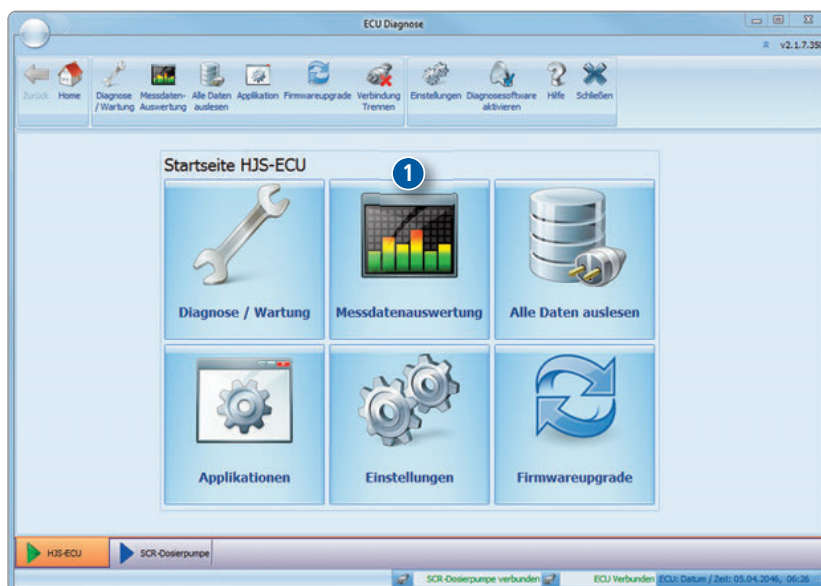 ECU Diagnose
v2.1.7.350
Zurück Home Diagnose / Wartung Messdaten- Auswertung Alle Daten auslesen Applikation Firmwareupgrade Verbindung Trennen Einstellungen Diagnosesoftware aktivieren Hilfe Schließen
Startseite HJS-ECU
1
Diagnose / Wartung Messdatenauswertung Alle Daten auslesen
Applikationen Einstellungen Firmwareupgrade
HJS-ECU SCR-Dosierpumpe
SCR-Dosierpumpe verbunden ECU Verbunden ECU: Datum / Zeit: 05.04.2046, 06:26